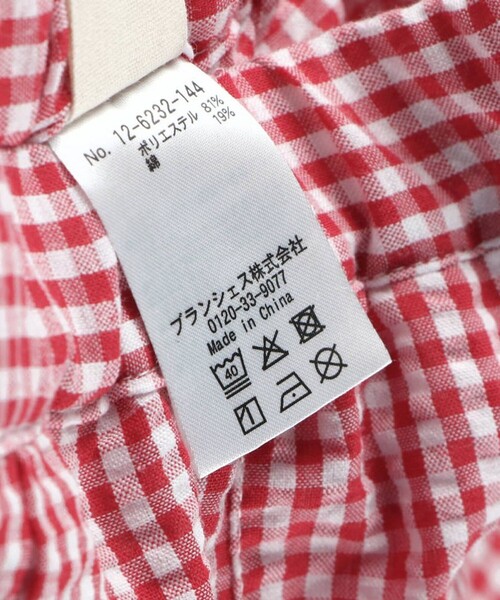 No. 12-6232-144
ポリエステル 81%
綿 19%
ブランシェス株式会社
0120-33-9077
Made in China
40